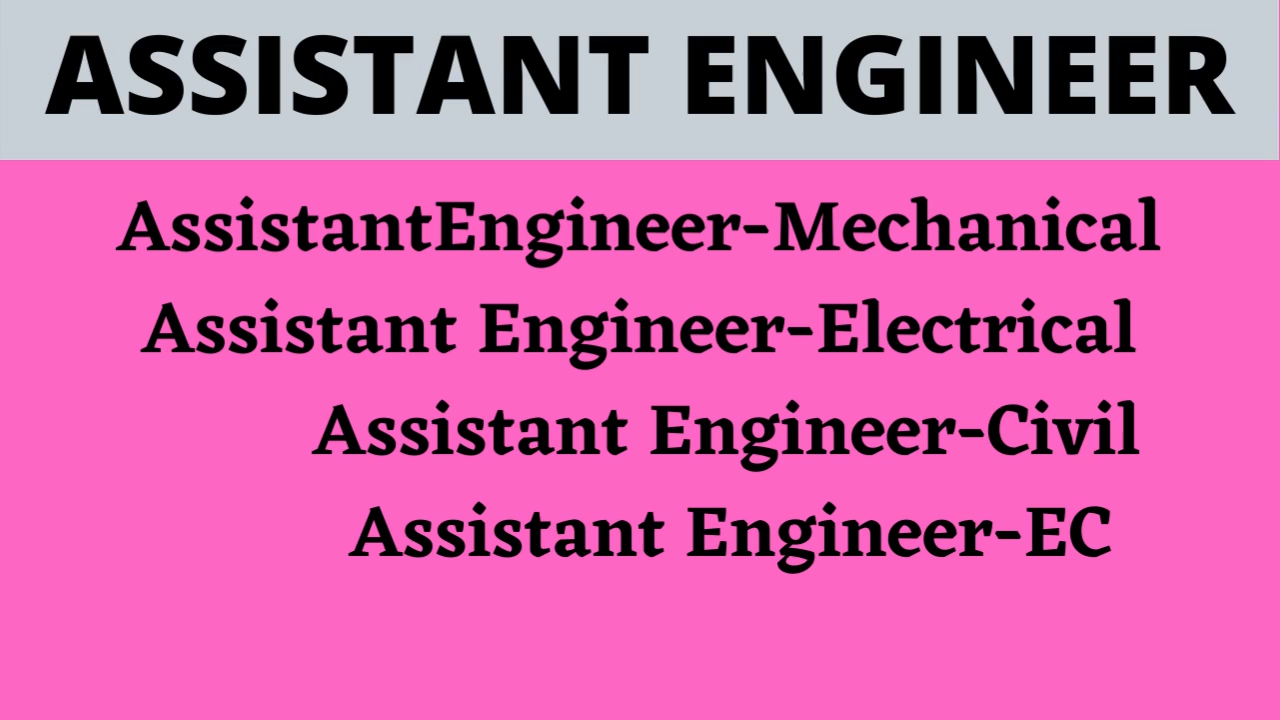 ASSISTANT ENGINEER
AssistantEngineer-Mechanical
Assistant Engineer-Electrical
Assistant Engineer-Civil
Assistant Engineer-EC